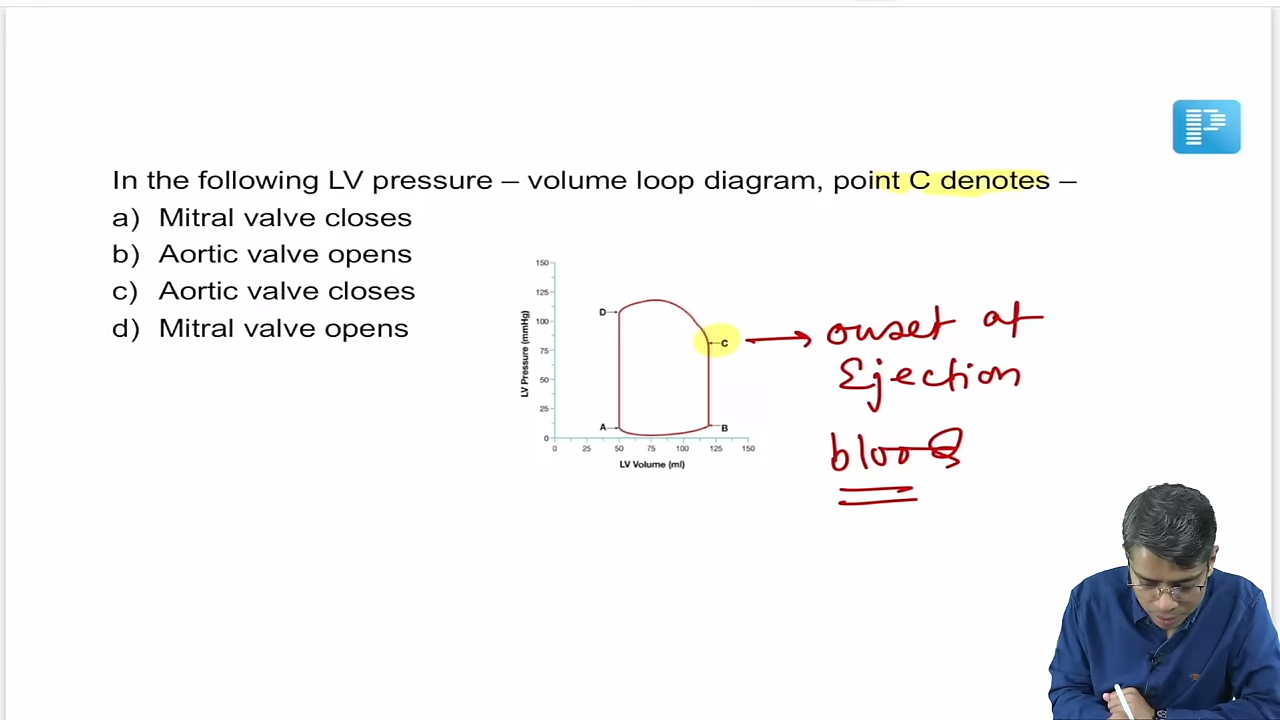 In the following LV pressure – volume loop diagram, point C denotes –
a) Mitral valve closes
b) Aortic valve opens
c) Aortic valve closes
d) Mitral valve opens
LV Pressure (mmHg)
150
125
100
75
50
25
0
D
C
A
B
0 25 50 75 100 125 150
LV Volume (ml)
onset of
Ejection
blood
P